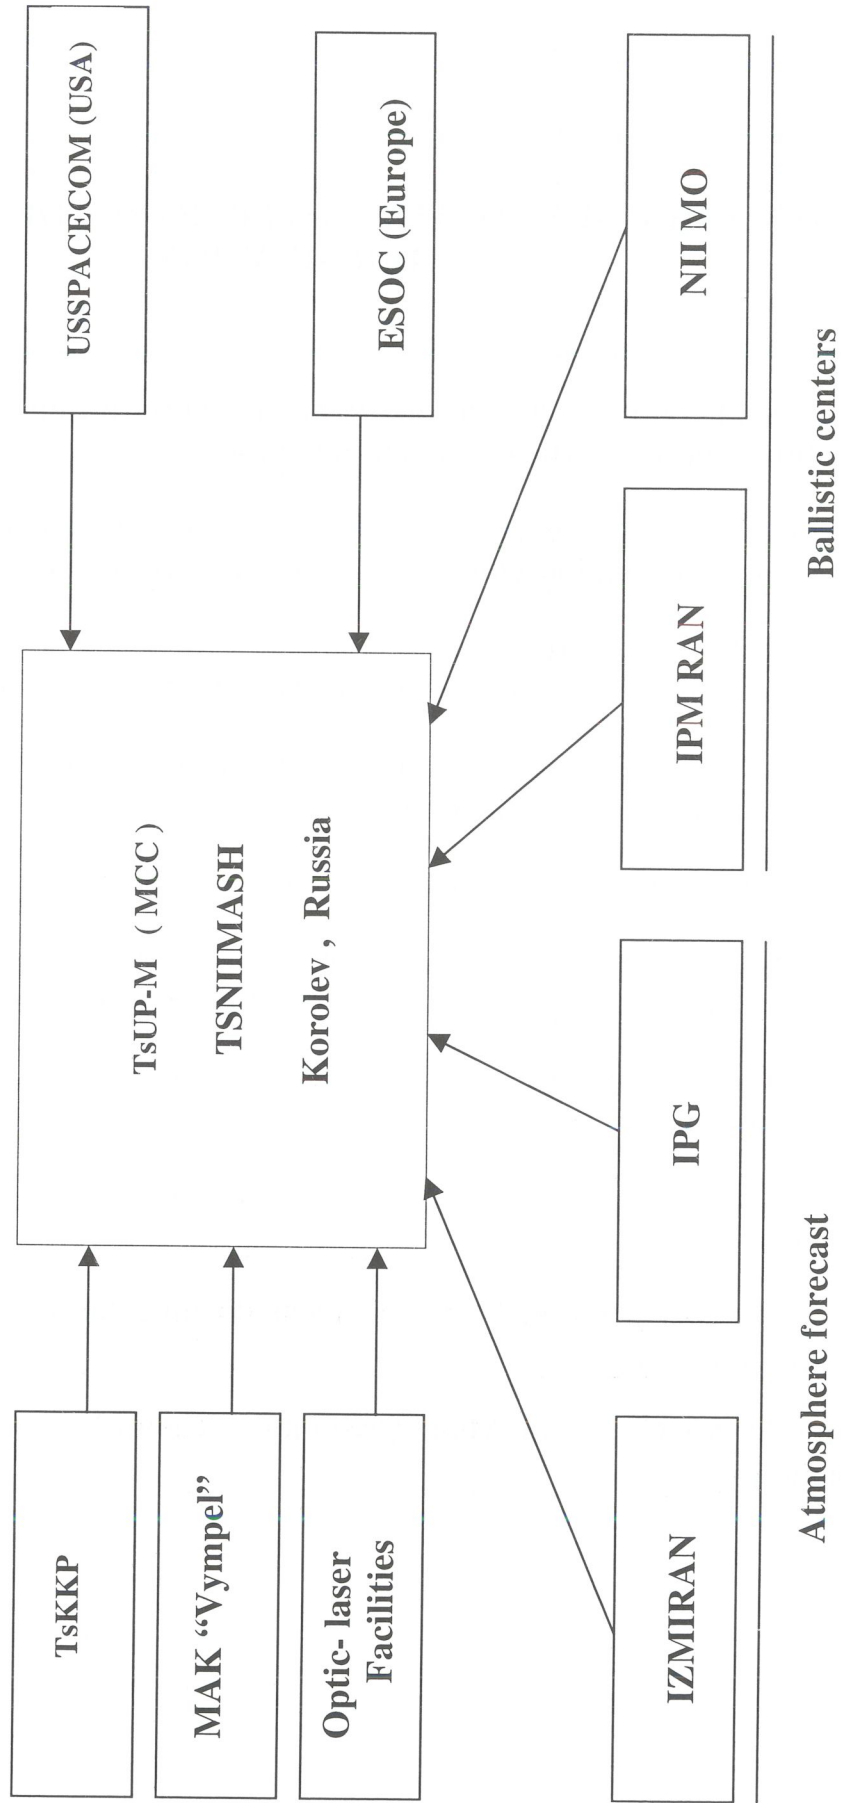 TsKKP
MAK “Vympel”
Optic- laser
Facilities
TsUP-M ( MCC )
TSNIIMASH
Korolev , Russia
USSPACECOM (USA)
ESOC (Europe)
IZMIRAN
IPG
IPM RAN
NII MO
Atmosphere forecast
Ballistic centers